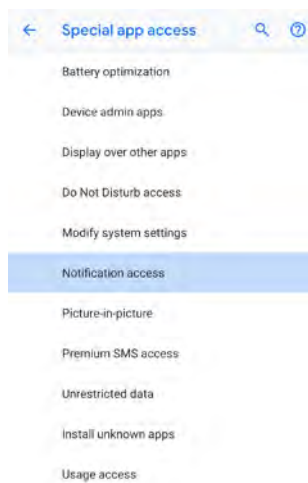 Special app access
Battery optimization
Device admin apps
Display over other apps
Do Not Disturb access
Modify system settings
Notification access
Picture-in-picture
Premium SMS access
Unrestricted data
Install unknown apps
Usage access